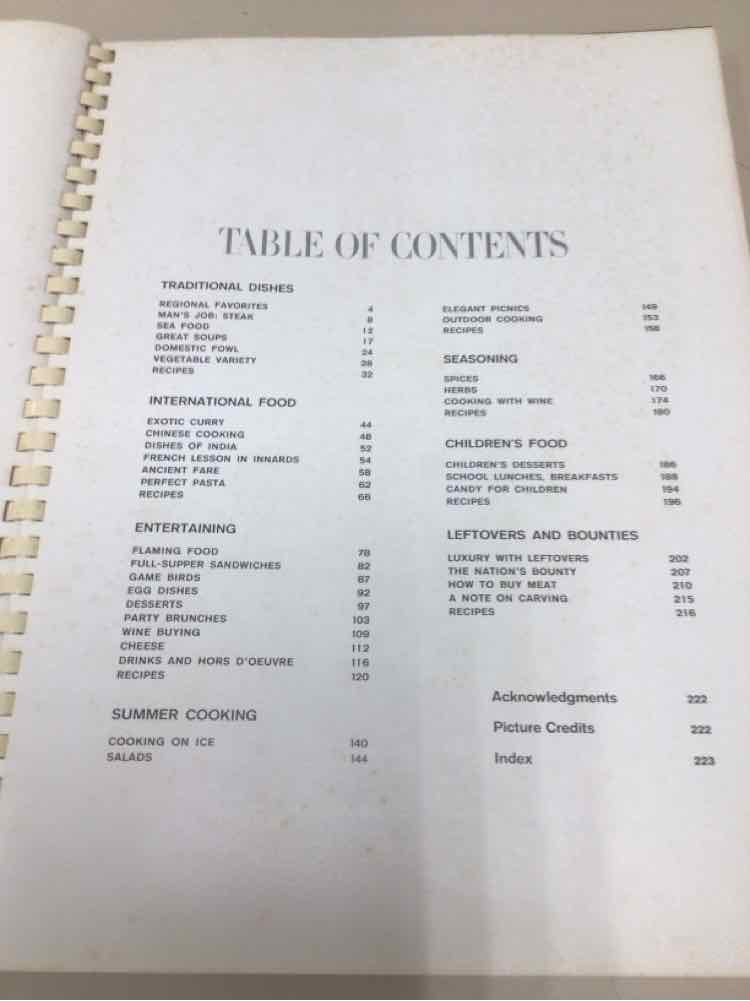 TABLE OF CONTENTS
TRADITIONAL DISHES
REGIONAL FAVORITES 4
MAN'S JOB: STEAK 8
SEA FOOD 12
GREAT SOUPS 17
DOMESTIC FOWL 24
VEGETABLE VARIETY 28
RECIPES 32
INTERNATIONAL FOOD
EXOTIC CURRY 44
CHINESE COOKING 48
DISHES OF INDIA 52
FRENCH LESSON IN INNARDS 54
ANCIENT FARE 58
PERFECT PASTA 62
RECIPES 66
ENTERTAINING
FLAMING FOOD 78
FULL-SUPPER SANDWICHES 82
GAME BIRDS 87
EGG DISHES 92
DESSERTS 97
PARTY BRUNCHES 103
WINE BUYING 109
CHEESE 112
DRINKS AND HORS D'OEUVRE 116
RECIPES 120
SUMMER COOKING
COOKING ON ICE 140
SALADS 144
ELEGANT PICNICS 149
OUTDOOR COOKING 153
RECIPES 158
SEASONING
SPICES 166
HERBS 170
COOKING WITH WINE 174
RECIPES 180
CHILDREN'S FOOD
CHILDREN'S DESSERTS 186
SCHOOL LUNCHES, BREAKFASTS 188
CANDY FOR CHILDREN 194
RECIPES 196
LEFTOVERS AND BOUNTIES
LUXURY WITH LEFTOVERS 202
THE NATION'S BOUNTY 207
HOW TO BUY MEAT 210
A NOTE ON CARVING 215
RECIPES 216
Acknowledgments 222
Picture Credits 222
Index 223